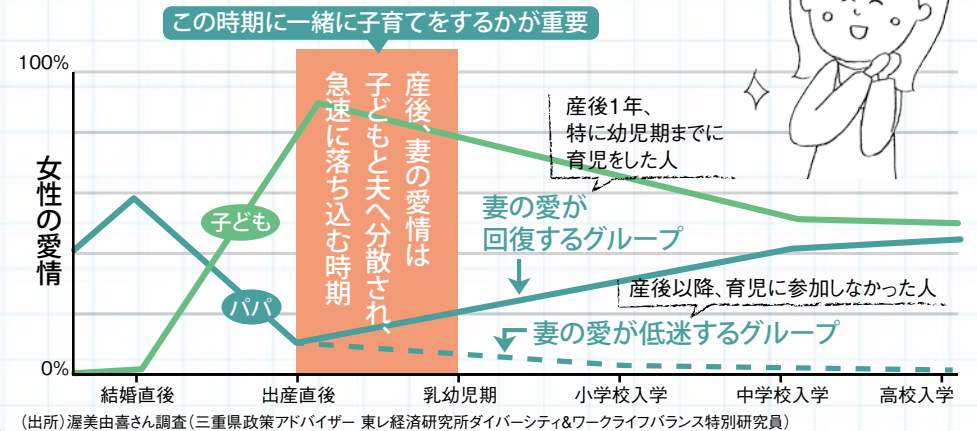 この時期に一緒に子育てをするかが重要
100%
0%
女性の愛情
産後、妻の愛情は
子どもと夫へ分散され、
急速に落ち込む時期
子ども
パパ
産後1年、
特に幼児期までに
育児をした人
妻の愛が
回復するグループ
産後以降、育児に参加しなかった人
妻の愛が低迷するグループ
結婚直後 出産直後 乳幼児期 小学校入学 中学校入学 高校入学
(出所)渥美由喜さん調査(三重県政策アドバイザー 東レ経済研究所ダイバーシティ&ワークライフバランス特別研究員)